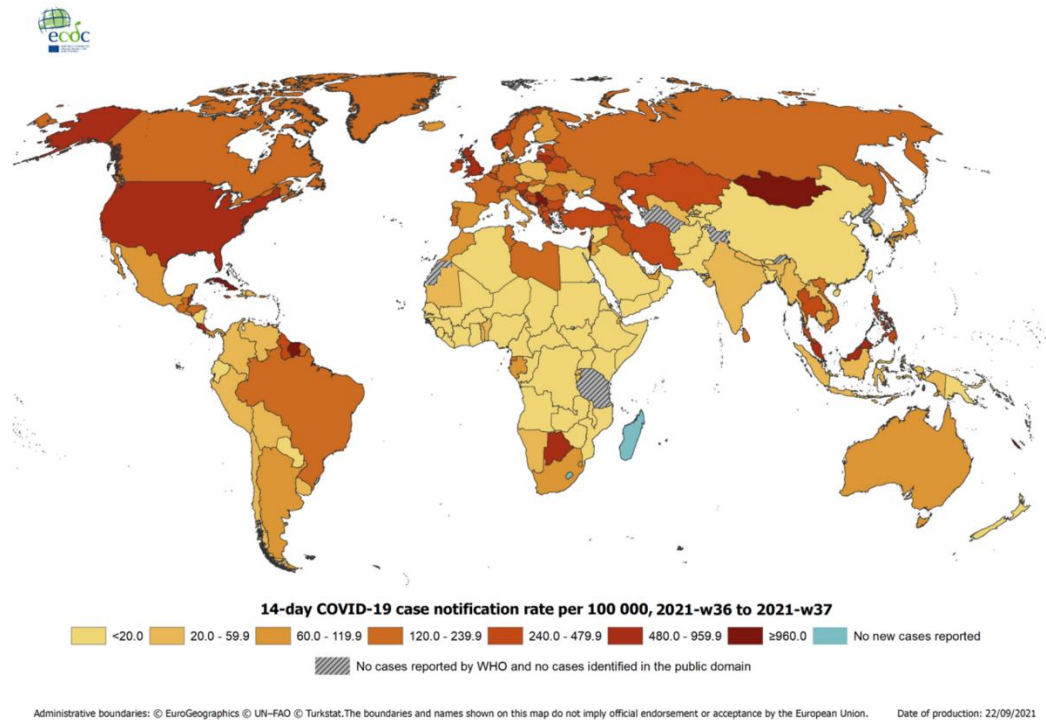 ecdc
14-day COVID-19 case notification rate per 100 000, 2021-w36 to 2021-w37
<20.0 20.0 - 59.9 60.0 - 119.9 120.0 - 239.9 240.0 - 479.9 480.0 - 959.9 ≥960.0 No new cases reported
No cases reported by WHO and no cases identified in the public domain
Administrative boundaries: © EuroGeographics © UN–FAO © Turkstat.The boundaries and names shown on this map do not imply official endorsement or acceptance by the European Union. Date of production: 22/09/2021